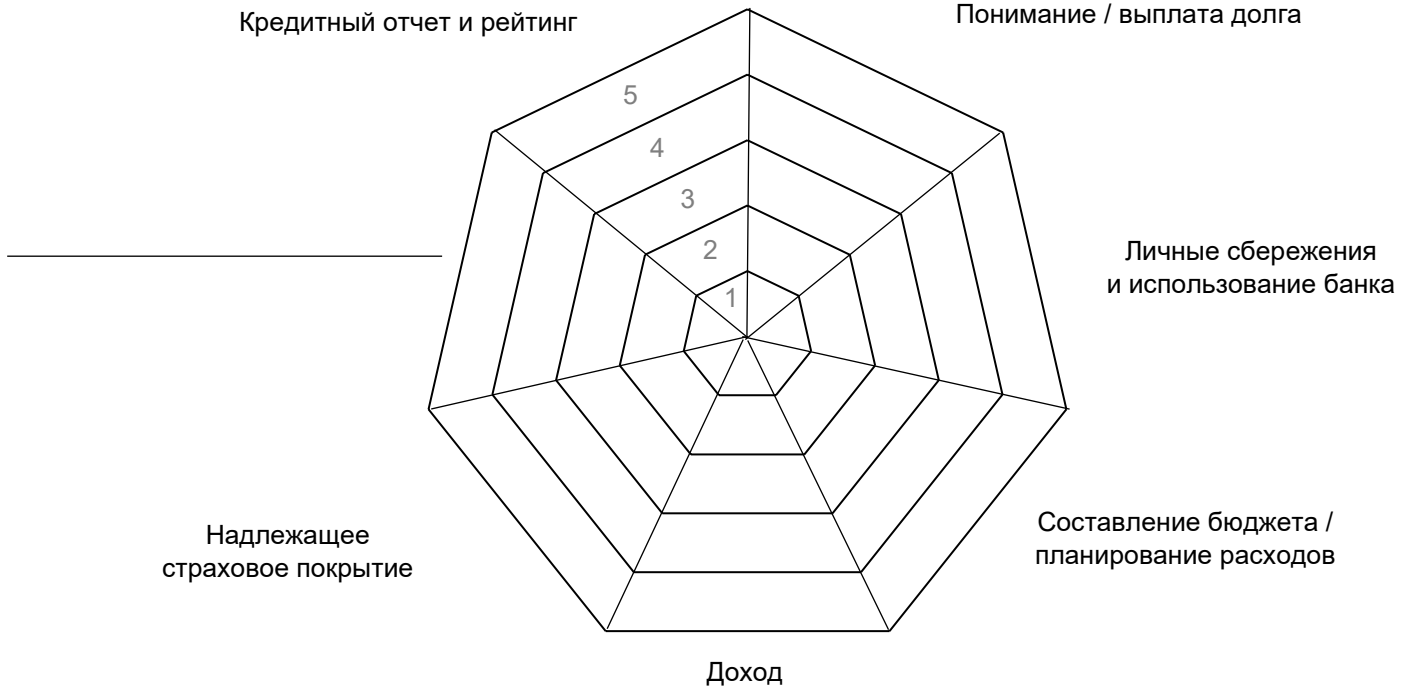 Кредитный отчет и рейтинг
Понимание / выплата долга
5
4
3
2
1
Личные сбережения
и использование банка
Составление бюджета /
планирование расходов
Надлежащее
страховое покрытие
Доход